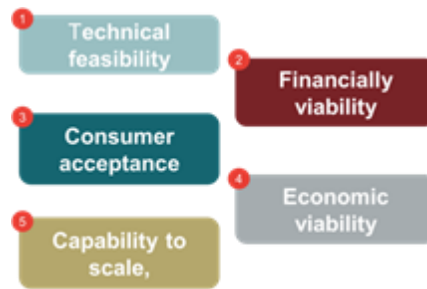 1
Technical
feasibility
2
Financially
viability
3
Consumer
acceptance
4
Economic
viability
5
Capability to
scale,